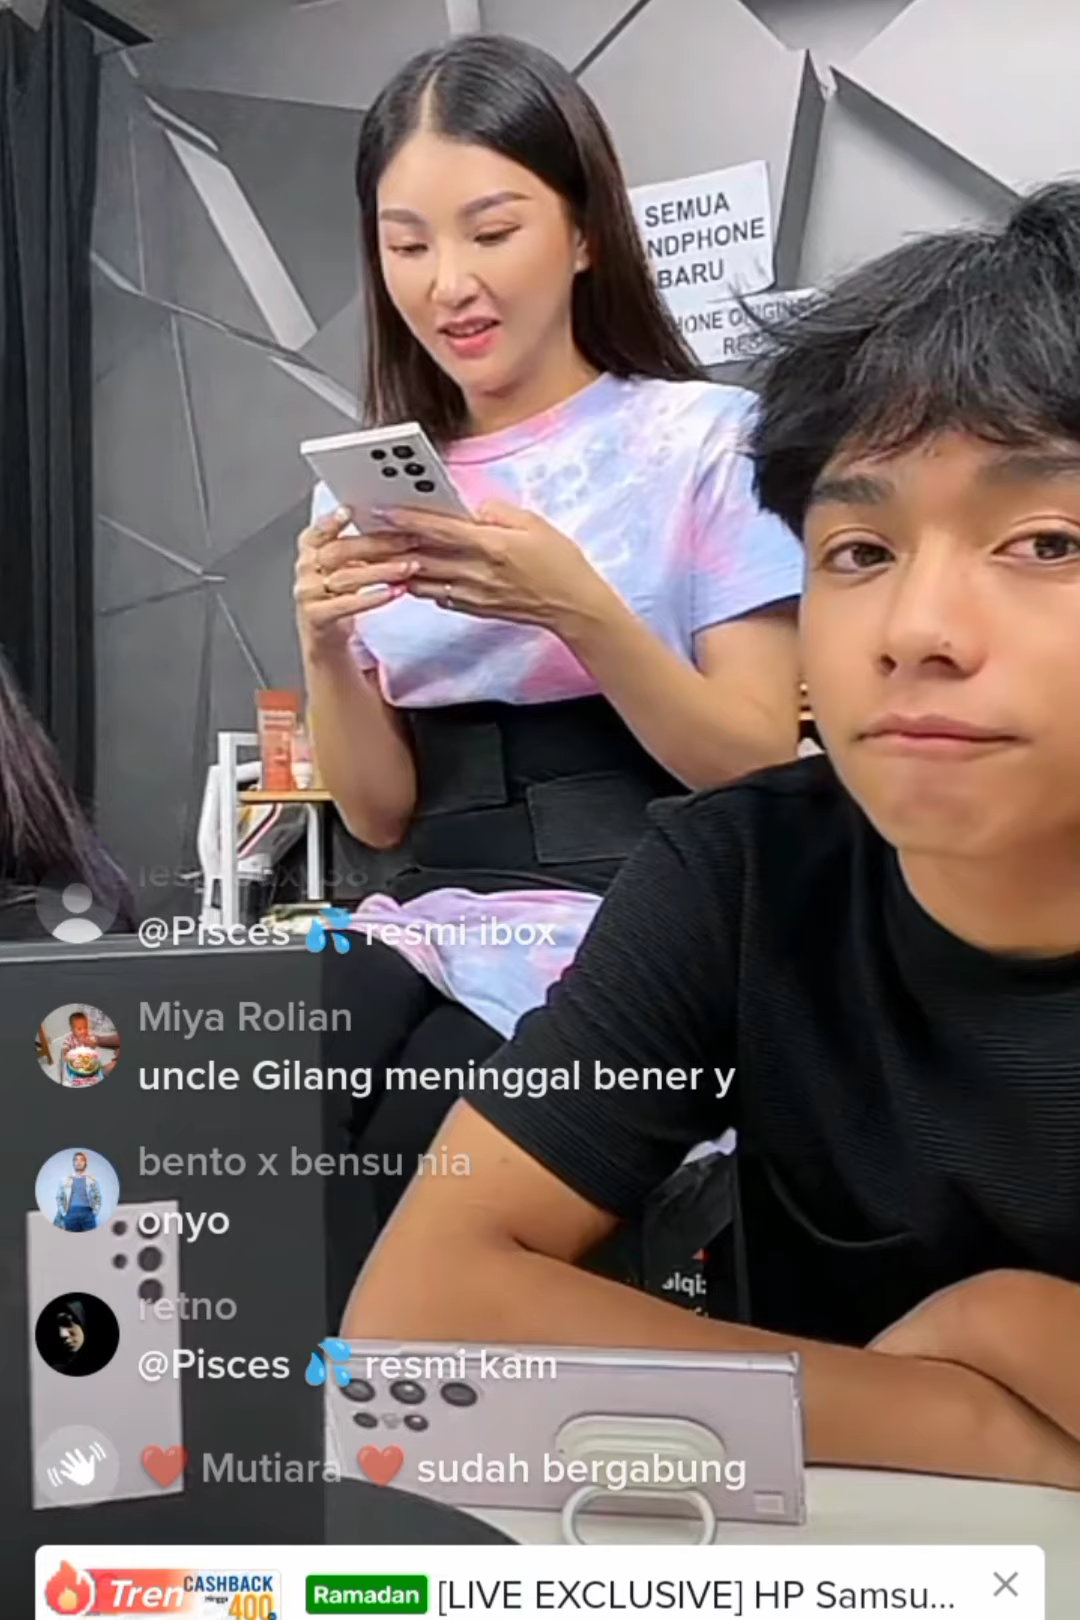 SEMUA
NDPHONE
BARU
@Pisces 💦 resmi ibox
Miya Rolian
uncle Gilang meninggal bener y
bento x bensu nia
onyo
retno
@Pisces 💦 resmi kam
❤️ Mutiara ❤️ sudah bergabung
Tren CASHBACK
400
Ramadan [LIVE EXCLUSIVE] HP Samsu...